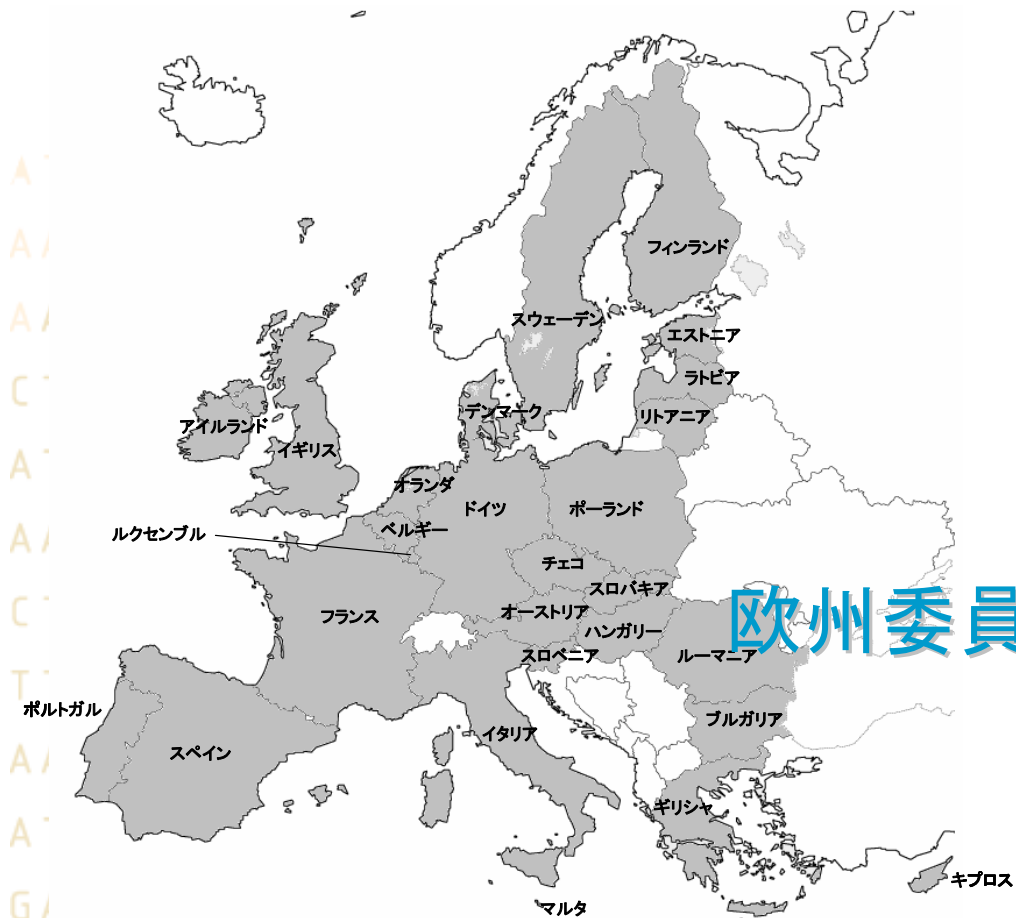 フィンランド
スウェーデン
エストニア
ラトビア
デンマーク
リトアニア
アイルランド
イギリス
オランダ
ドイツ
ポーランド
ベルギー
ルクセンブル
チェコ
スロバキア
オーストリア
フランス
ハンガリー
欧州委員
スロベニア
ルーマニア
ポルトガル
ブルガリア
イタリア
スペイン
ギリシャ
キプロス
マルタ
A T
A A
A A
C T
A T
A A
C T
T T
A A
A T
G A